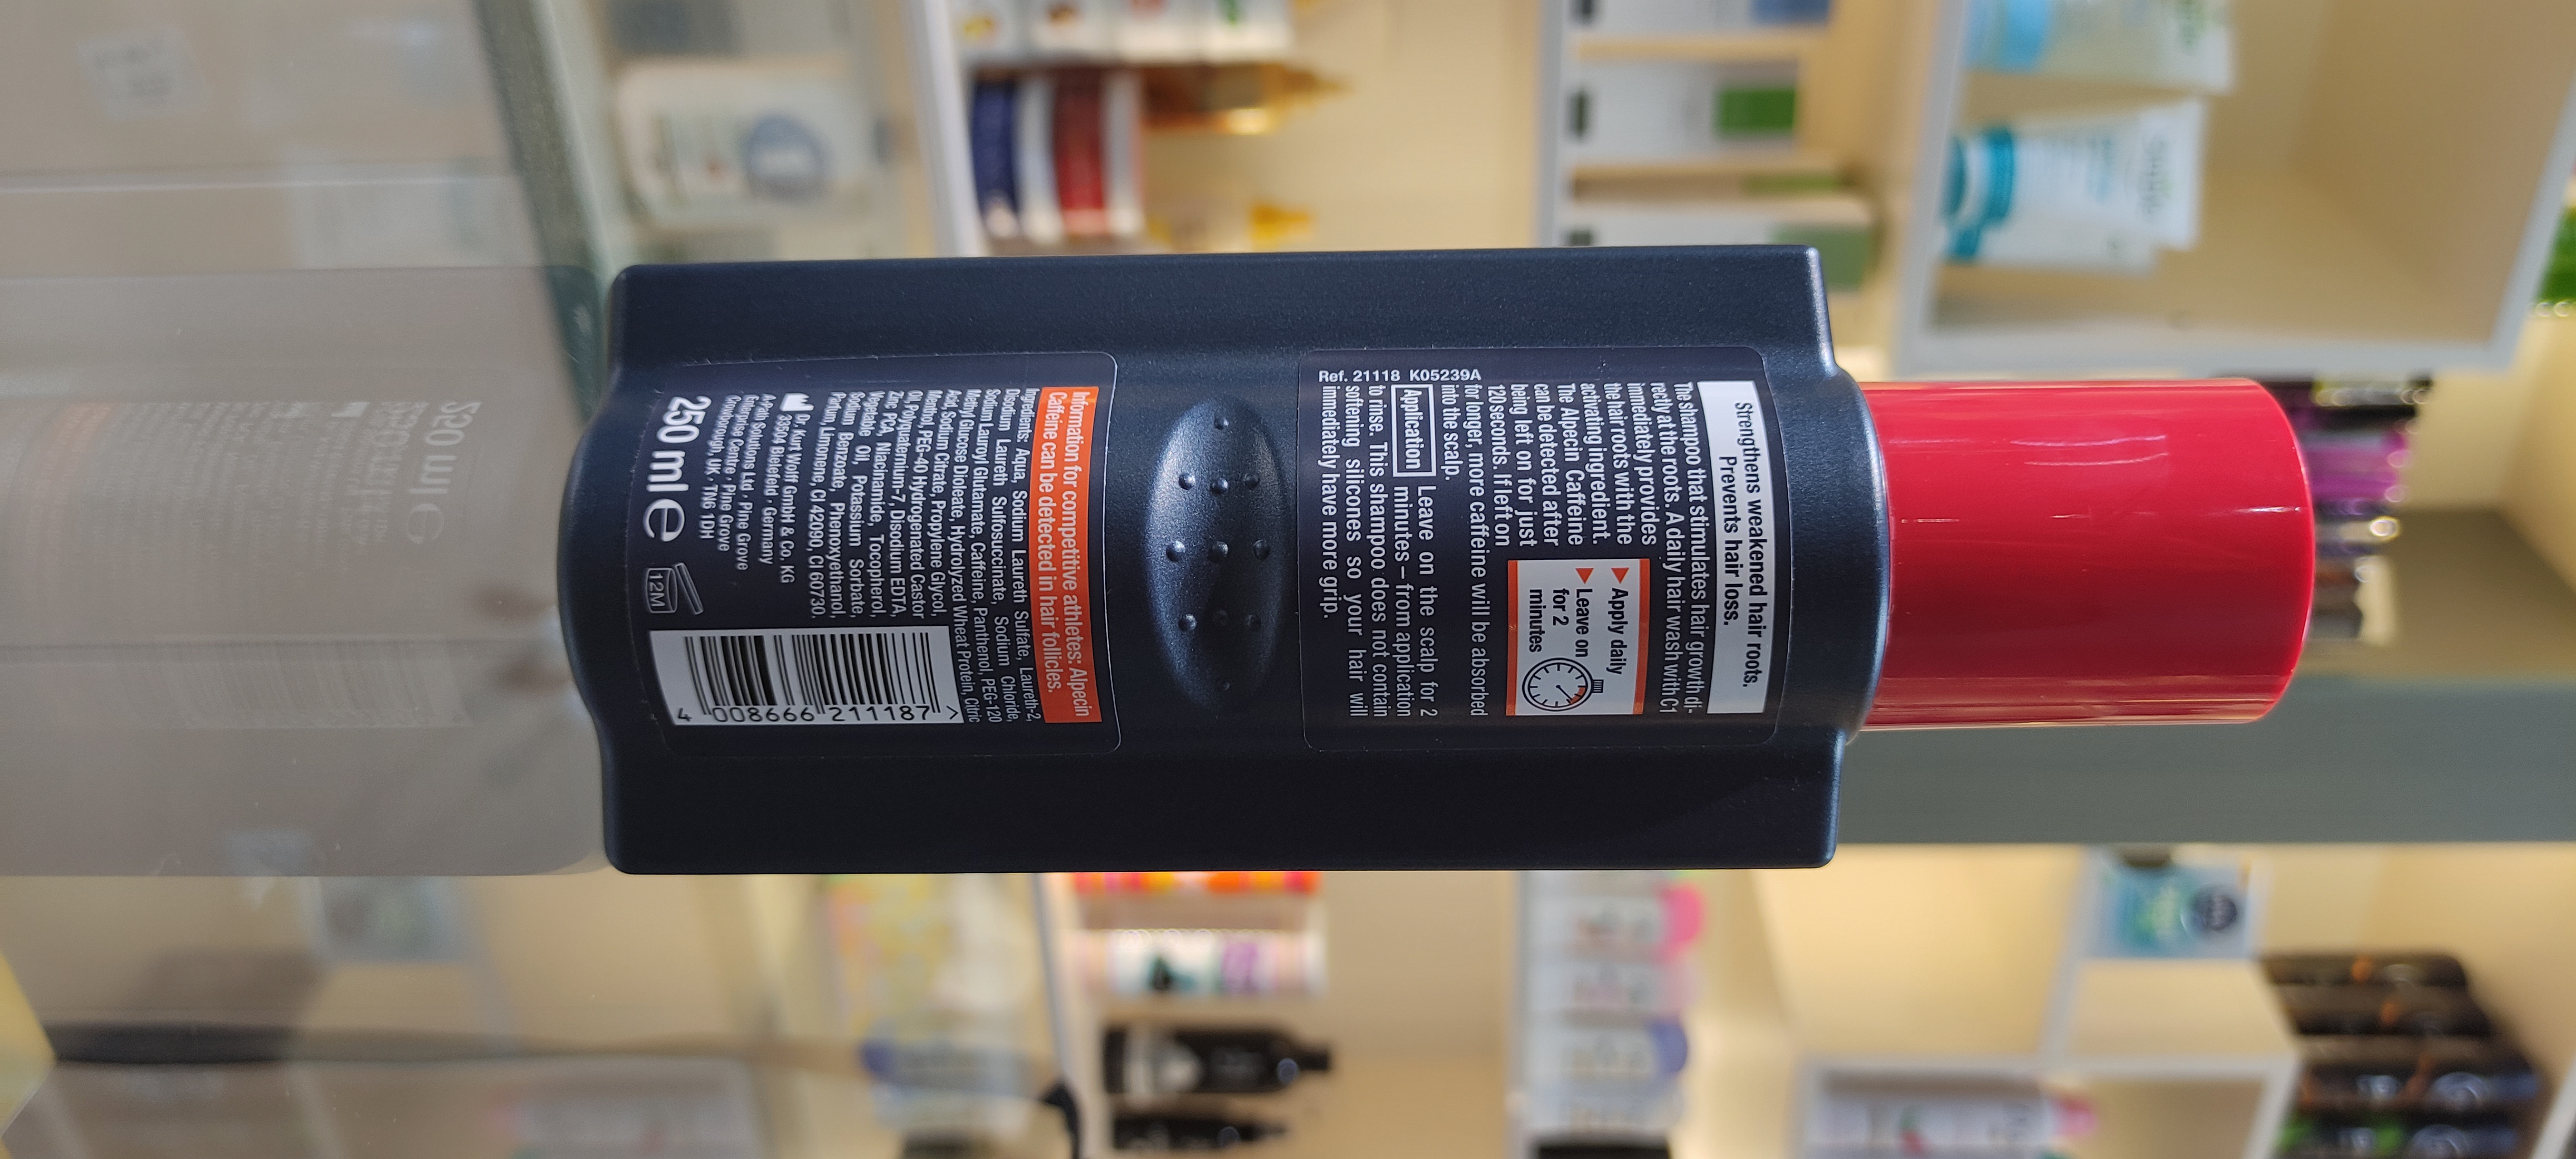 Strengthens weakened hair roots.
Prevents hair loss.
The shampoo that stimulates hair growth di-
rectly at the roots. A daily hair wash with C1
immediately provides
the hair roots with the
activating ingredient.
The Alpecin Caffeine
can be detected after
being left on for just
120 seconds. If left on
for longer, more caffeine will be absorbed
into the scalp.
Apply daily
Leave on
for 2
minutes
Application Leave on the scalp for 2
minutes – from application
to rinse. This shampoo does not contain
softening silicones so your hair will
immediately have more grip.
Ref. 21118 K05239A
Information for competitive athletes: Alpecin
Caffeine can be detected in hair follicles.
Ingredients: Aqua, Sodium Laureth Sulfate, Laureth-2,
Disodium Laureth Sulfosuccinate, Sodium Chloride,
Sodium Lauroyl Glutamate, Caffeine, Panthenol, PEG-120
Methyl Glucose Dioleate, Hydrolyzed Wheat Protein, Citric
Acid, Sodium Citrate, Propylene Glycol,
Menthol, PEG-40 Hydrogenated Castor
Oil, Polyquaternium-7, Disodium EDTA,
Zinc PCA, Niacinamide, Tocopherol,
Vegetable Oil, Potassium Sorbate,
Sodium Benzoate, Phenoxyethanol,
Parfum, Limonene, CI 42090, CI 60730.
Dr. Kurt Wolff GmbH & Co. KG
33504 Bielefeld · Germany
Alpain Solutions Ltd · Pine Grove
Enterprise Centre · Pine Grove
Crowborough, UK · TN6 1DH
250 ml e
12M
4 008666 211187 >